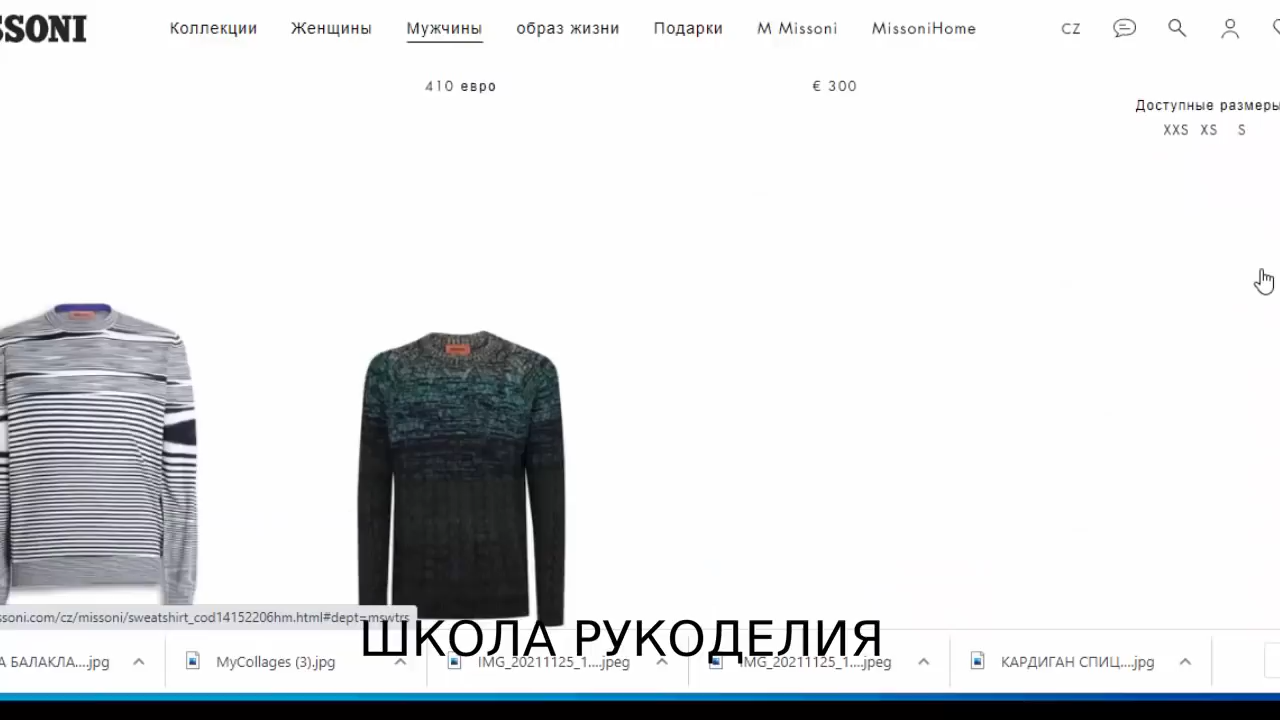 SSONI Коллекции Женщины Мужчины образ жизни Подарки M Missoni MissoniHome CZ
410 евро € 300
Доступные размеры
XXS XS S
ssoni.com/cz/missoni/sweatshirt_cod14152206hm.html#dept=mswtrs
ШКОЛА РУКОДЕЛИЯ
А БАЛАКЛА....jpg MyCollages (3).jpg IMG_20211125_1....jpeg IMG_20211125_1....jpeg КАРДИГАН СПИЦ....jpg